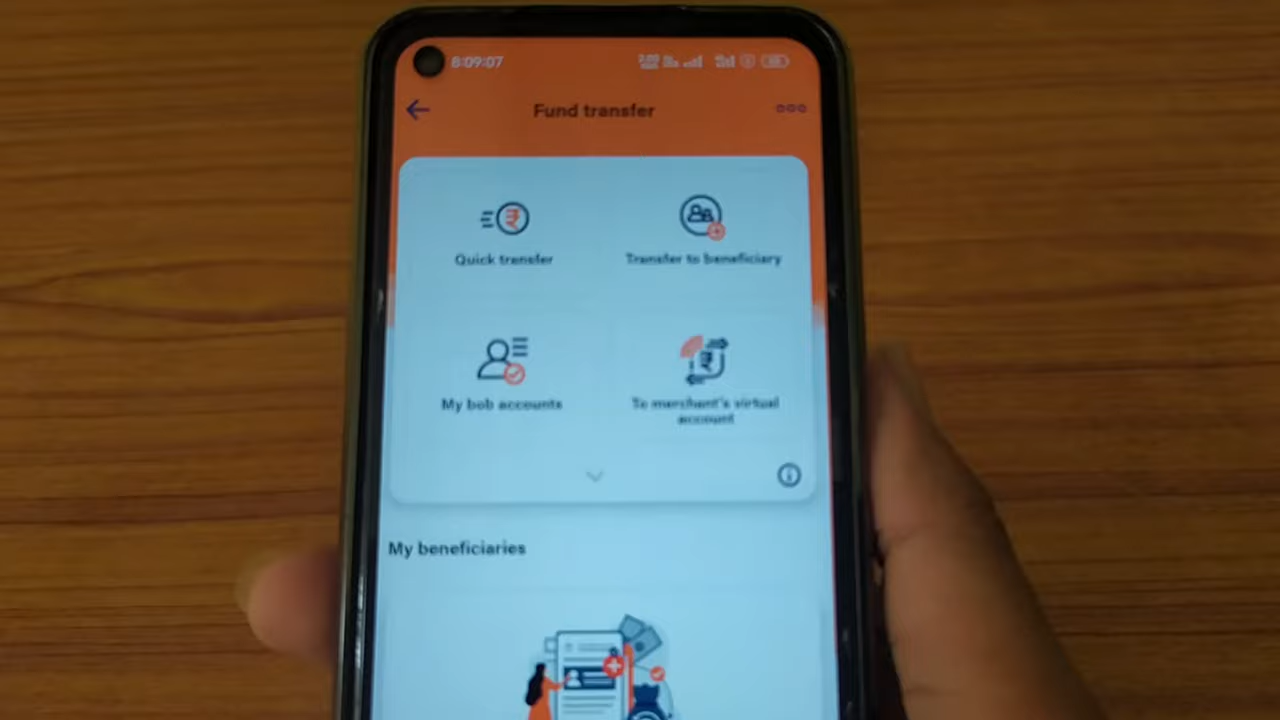 8:09:07
Fund transfer
Quick transfer
Transfer to beneficiary
My bob accounts
To merchant's virtual
account
My beneficiaries